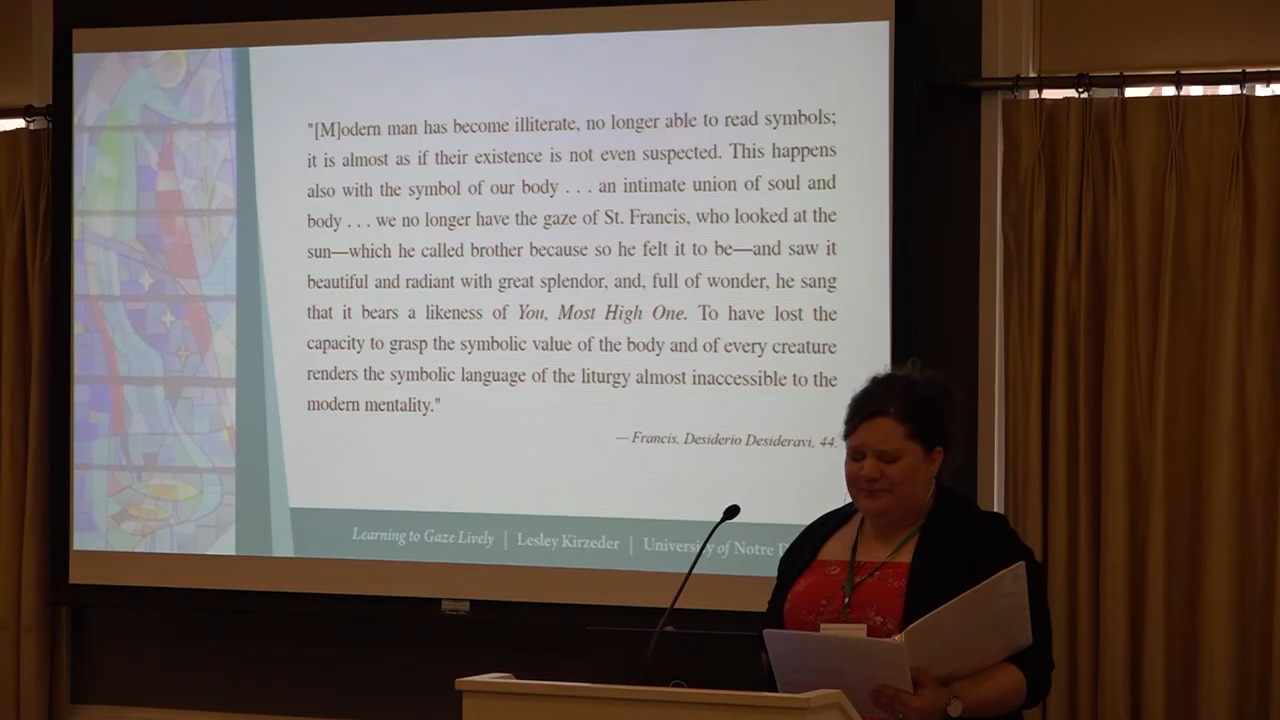 "[M]odern man has become illiterate, no longer able to read symbols;
it is almost as if their existence is not even suspected. This happens
also with the symbol of our body . . . an intimate union of soul and
body . . . we no longer have the gaze of St. Francis, who looked at the
sun—which he called brother because so he felt it to be—and saw it
beautiful and radiant with great splendor, and, full of wonder, he sang
that it bears a likeness of You, Most High One. To have lost the
capacity to grasp the symbolic value of the body and of every creature
renders the symbolic language of the liturgy almost inaccessible to the
modern mentality."
— Francis, Desiderio Desideravi, 44.
Learning to Gaze Lively | Lesley Kirzeder | University of Notre D